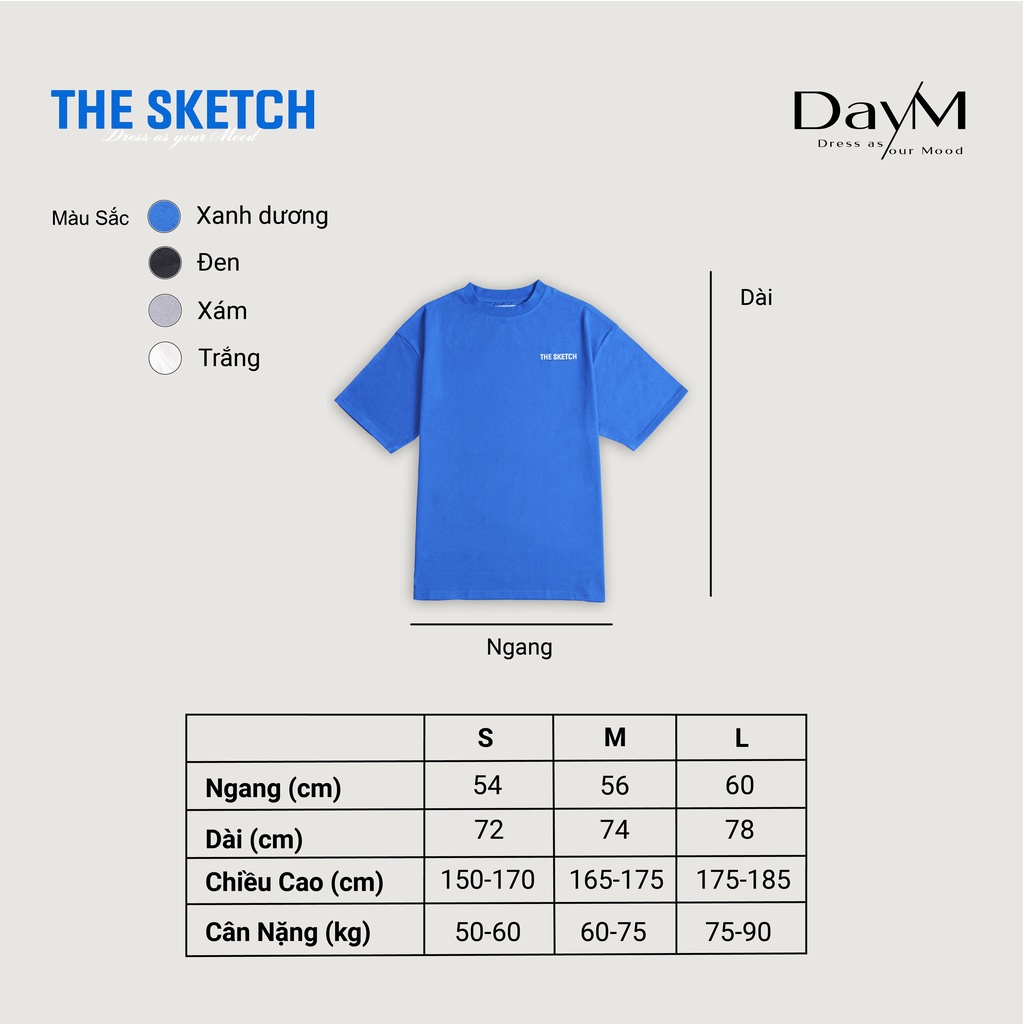 THE SKETCH
Dress as your Mood
DayM
Dress as your Mood
Màu Sắc Xanh dương
Đen
Xám
Trắng
THE SKETCH
Dài
Ngang
S M L
Ngang (cm) 54 56 60
Dài (cm) 72 74 78
Chiều Cao (cm) 150-170 165-175 175-185
Cân Nặng (kg) 50-60 60-75 75-90